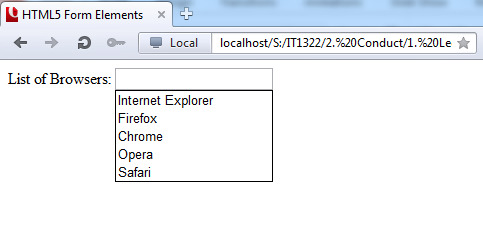 HTML5 Form Elements
Local localhost/S:/IT1322/2.%20Conduct/1.%20Le
List of Browsers:
Internet Explorer
Firefox
Chrome
Opera
Safari